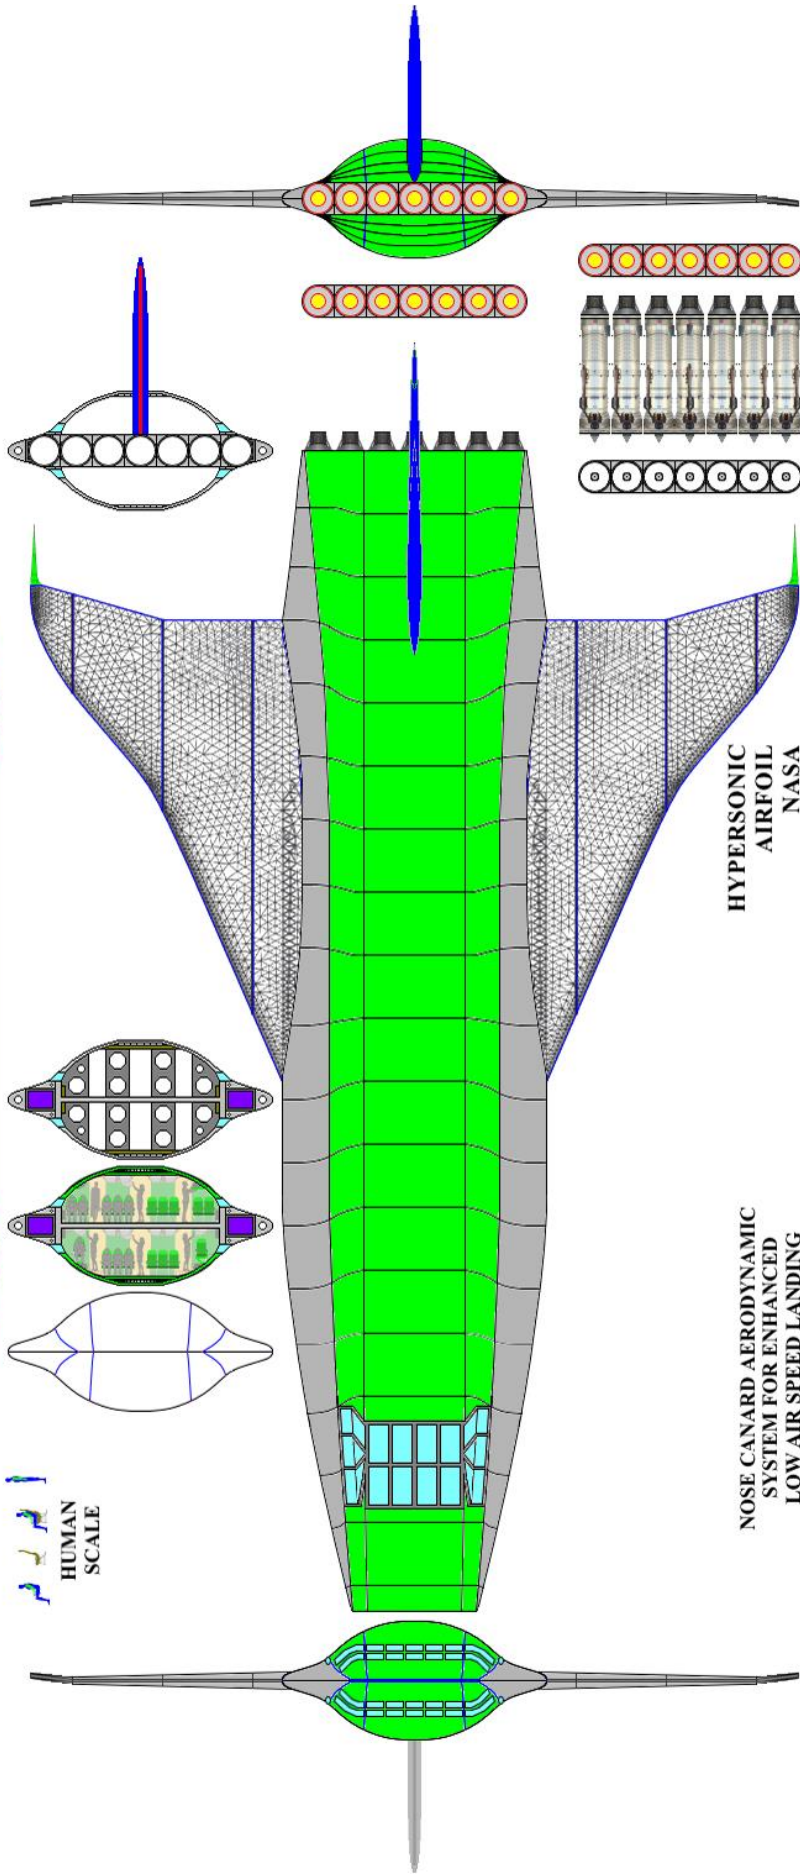 HYPERSONIC
AIRFOIL
NASA
HUMAN
SCALE
NOSE CANARD AERODYNAMIC
SYSTEM FOR ENHANCED
LOW AIR SPEED LANDING